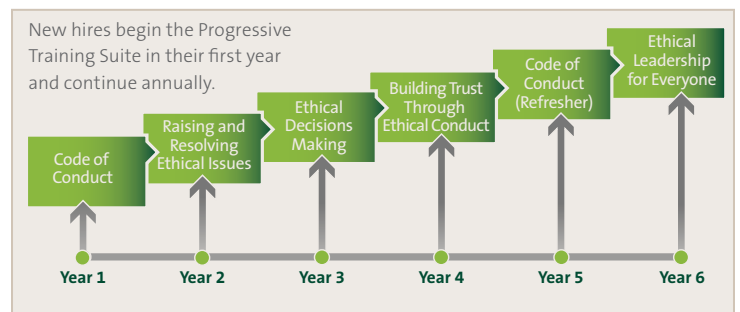 New hires begin the Progressive
Training Suite in their first year
and continue annually.
Code of
Conduct
Raising and
Resolving
Ethical Issues
Ethical
Decisions
Making
Building Trust
Through
Ethical Conduct
Code of
Conduct
(Refresher)
Ethical
Leadership
for Everyone
Year 1
Year 2
Year 3
Year 4
Year 5
Year 6